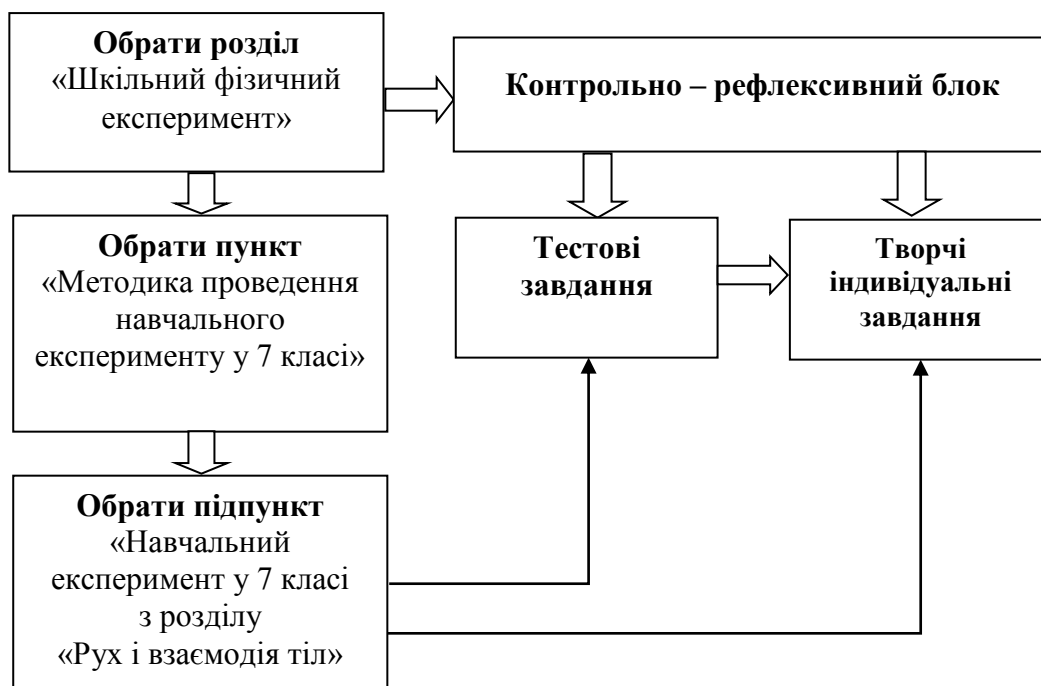 Обрати розділ
«Шкільний фізичний
експеримент»
Контрольно – рефлексивний блок
Обрати пункт
«Методика проведення
навчального
експерименту у 7 класі»
Тестові
завдання
Творчі
індивідуальні
завдання
Обрати підпункт
«Навчальний
експеримент у 7 класі
з розділу
«Рух і взаємодія тіл»